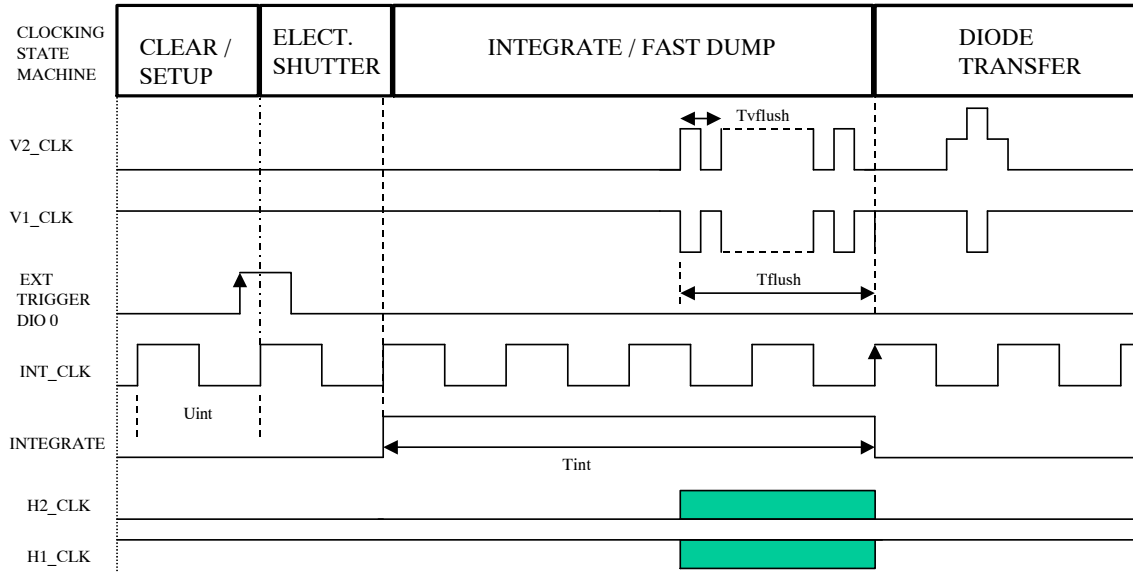 CLOCKING
STATE
MACHINE
CLEAR /
SETUP
ELECT.
SHUTTER
INTEGRATE / FAST DUMP
DIODE
TRANSFER
Tvflush
V2_CLK
V1_CLK
EXT
TRIGGER
DIO 0
Tflush
INT_CLK
Uint
INTEGRATE
Tint
H2_CLK
H1_CLK